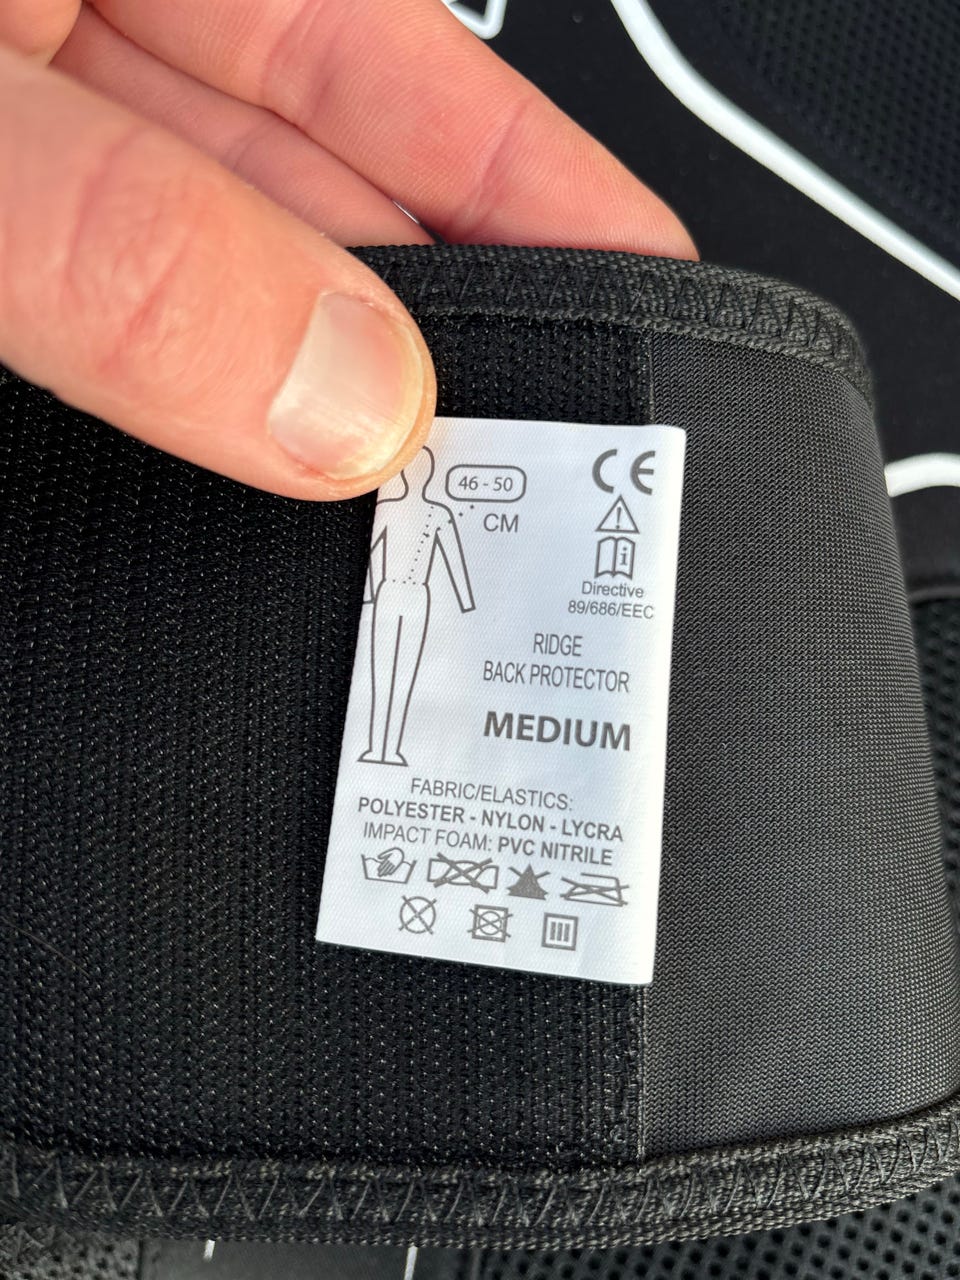 46 - 50
CM
CE
i
Directive
89/686/EEC
RIDGE
BACK PROTECTOR
MEDIUM
FABRIC/ELASTICS:
POLYESTER - NYLON - LYCRA
IMPACT FOAM: PVC NITRILE